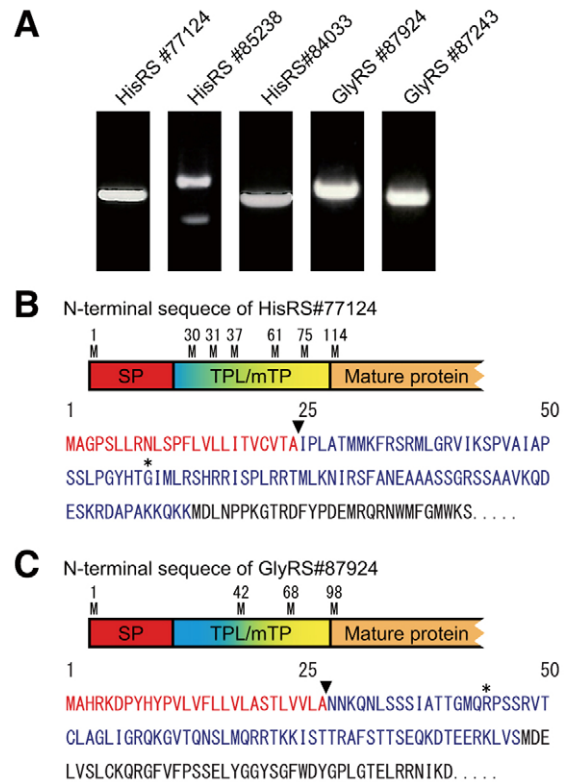 A
HisRS #77124 HisRS #85238 HisRS#84033 GlyRS #87924 GlyRS #87243
B N-terminal sequece of HisRS#77124
1 30 31 37 61 75 114
M M M M M M M
SP TPL/mTP Mature protein
1 25 50
MAGPSLLRNLSPFLVLLITVCVTAIPLATMMKFRSRMLGRVIKSPVAIAP
*
SSLPGYHTGIMLRSHRRISPLRRTMLKNIRSFANEAAASSGRSSAAVKQD
ESKRDAPAKKQKKMDLNPPKGTRDFYPDEMRQRNWMFGMWKS.....
C N-terminal sequece of GlyRS#87924
1 42 68 98
M M M M
SP TPL/mTP Mature protein
1 25 50
*
MAHRKDPYHYPVLVFLLVLASTLVVLANNKQNLSSSIATTGMQRPSSRVT
CLAGLIGRQKGVTQNSLMQRRTKKISTTRAFSTTSEQKDTEERKLVSMDE
LVSLCKQRGFVFPSSELYGGYSGFWDYGPLGTELRRNIKD.....